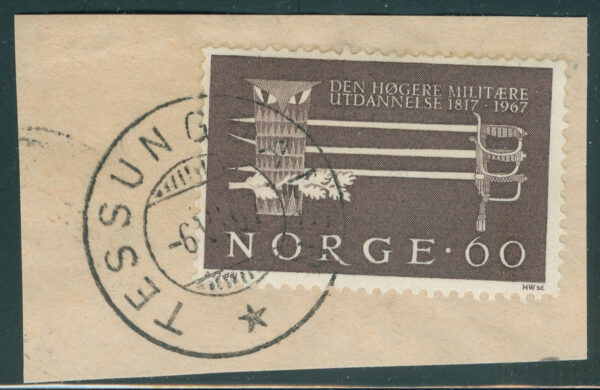 DEN HØGERE MILITÆRE
UTDANNELSE 1817 · 1967
NORGE · 60
HW sc
TESSUNG